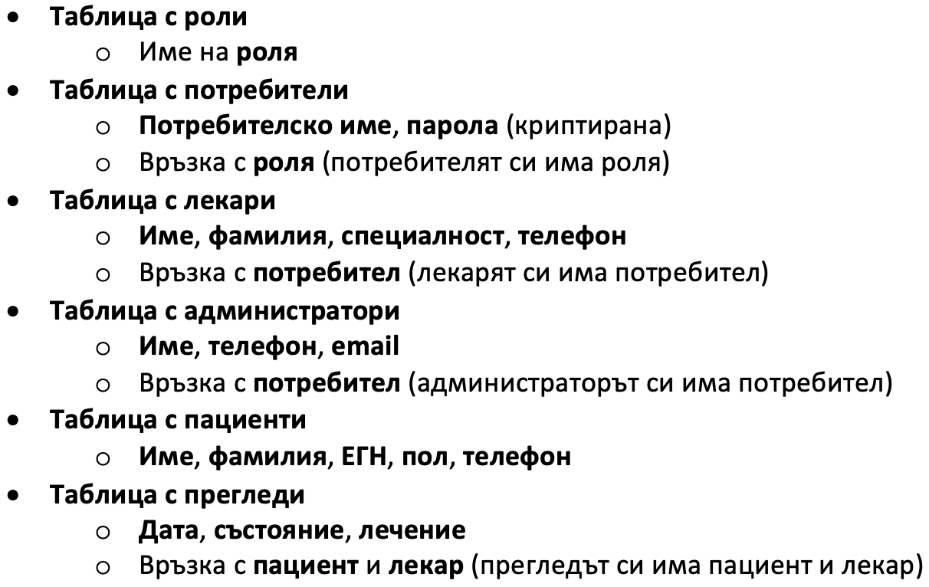 • Таблица с роли
o Име на роля
• Таблица с потребители
o Потребителско име, парола (криптирана)
o Връзка с роля (потребителят си има роля)
• Таблица с лекари
o Име, фамилия, специалност, телефон
o Връзка с потребител (лекарят си има потребител)
• Таблица с администратори
o Име, телефон, email
o Връзка с потребител (администраторът си има потребител)
• Таблица с пациенти
o Име, фамилия, ЕГН, пол, телефон
• Таблица с прегледи
o Дата, състояние, лечение
o Връзка с пациент и лекар (прегледът си има пациент и лекар)